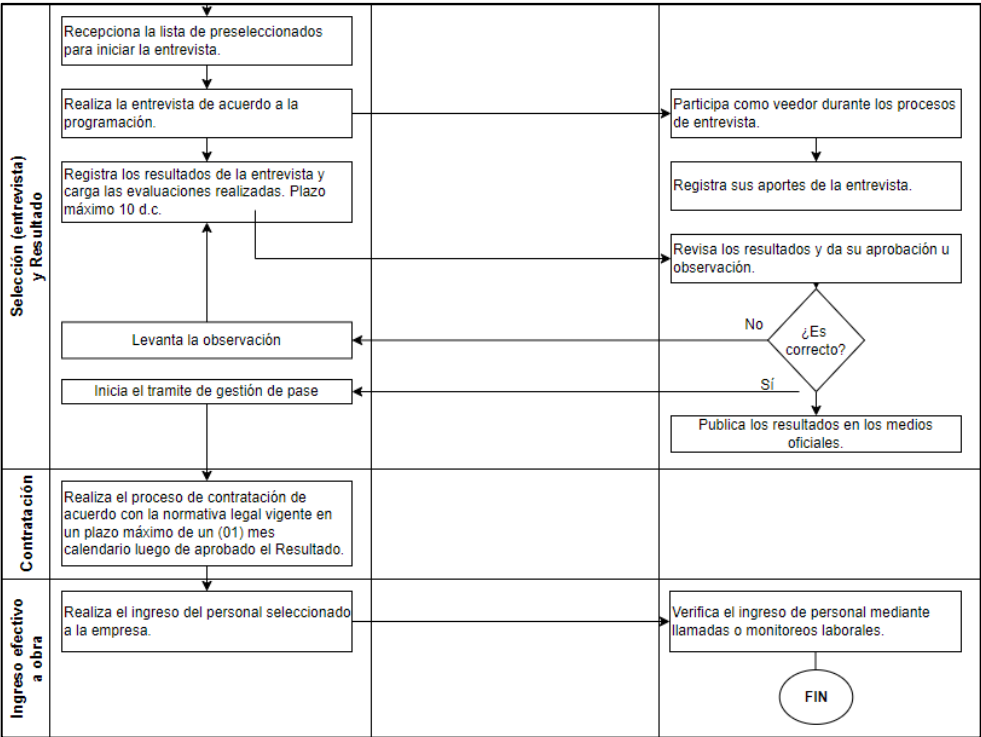 Selección (entrevista)
y Resultado
Recepciona la lista de preseleccionados
para iniciar la entrevista.
Realiza la entrevista de acuerdo a la
programación.
Participa como veedor durante los procesos
de entrevista.
Registra los resultados de la entrevista y
carga las evaluaciones realizadas. Plazo
máximo 10 d.c.
Registra sus aportes de la entrevista.
Revisa los resultados y da su aprobación u
observación.
¿Es
correcto?
No
Levanta la observación
Sí
Inicia el tramite de gestión de pase
Publica los resultados en los medios
oficiales.
Contratación
Realiza el proceso de contratación de
acuerdo con la normativa legal vigente en
un plazo máximo de un (01) mes
calendario luego de aprobado el Resultado.
Ingreso efectivo
a obra
Realiza el ingreso del personal seleccionado
a la empresa.
Verifica el ingreso de personal mediante
llamadas o monitoreos laborales.
FIN